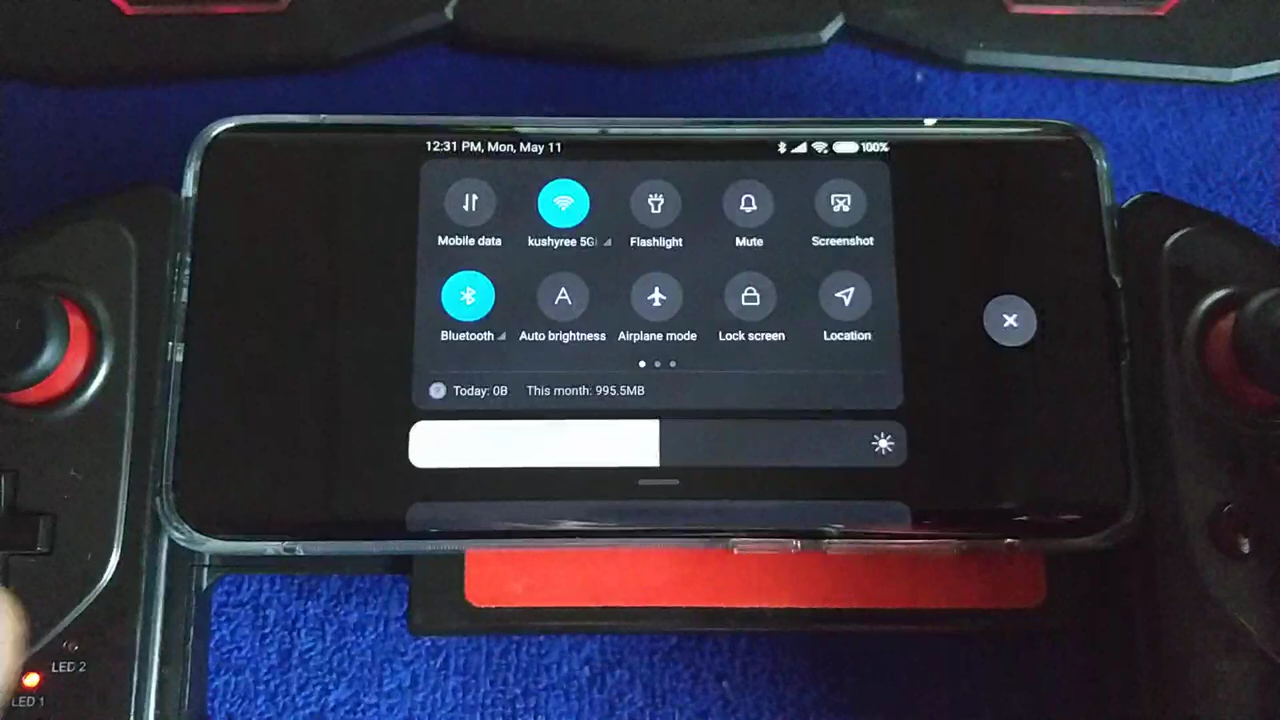 12:31 PM, Mon, May 11 100%
Mobile data kushyree 5G Flashlight Mute Screenshot
Bluetooth Auto brightness Airplane mode Lock screen Location
Today: 0B This month: 995.5MB
LED 2
LED 1